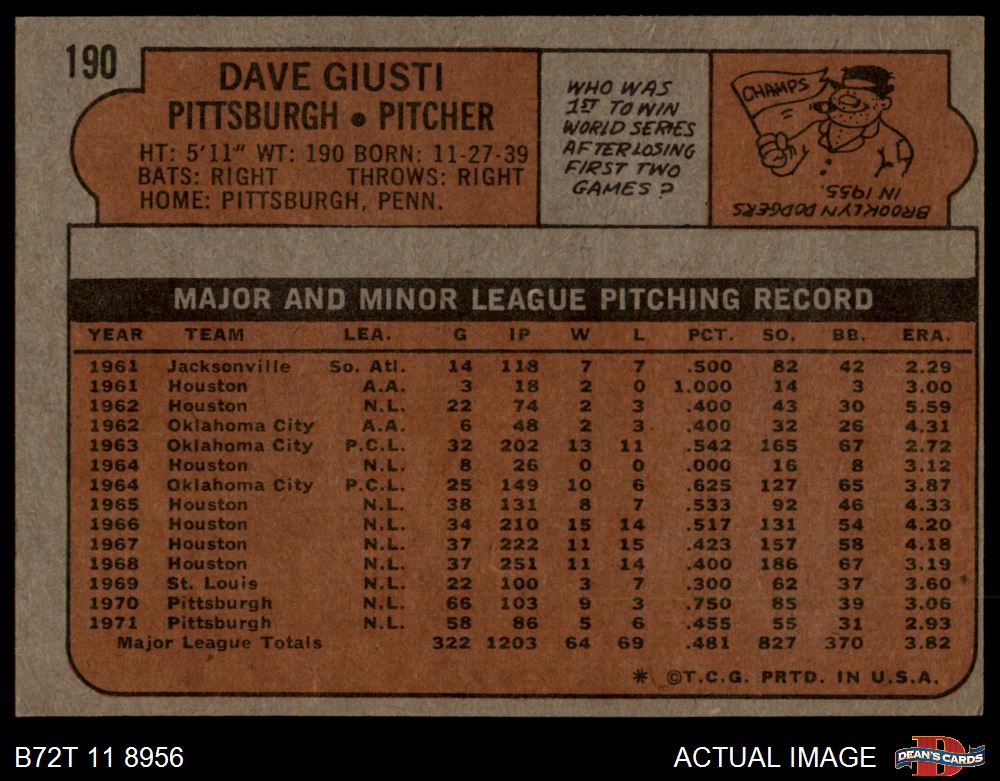 190
DAVE GIUSTI
PITTSBURGH • PITCHER
HT: 5'11" WT: 190 BORN: 11-27-39
BATS: RIGHT THROWS: RIGHT
HOME: PITTSBURGH, PENN.
WHO WAS
1ST TO WIN
WORLD SERIES
AFTER LOSING
FIRST TWO
GAMES?
CHAMPS
BROOKLYN DODGERS
IN 1955.
MAJOR AND MINOR LEAGUE PITCHING RECORD
YEAR TEAM LEA. G IP W L PCT. SO. BB. ERA.
1961 Jacksonville So. Atl. 14 118 7 7 .500 82 42 2.29
1961 Houston A.A. 3 18 2 0 1.000 14 3 3.00
1962 Houston N.L. 22 74 2 3 .400 43 30 5.59
1962 Oklahoma City A.A. 6 48 2 3 .400 32 26 4.31
1963 Oklahoma City P.C.L. 32 202 13 11 .542 165 67 2.72
1964 Houston N.L. 8 26 0 0 .000 16 8 3.12
1964 Oklahoma City P.C.L. 25 149 10 6 .625 127 65 3.87
1965 Houston N.L. 38 131 8 7 .533 92 46 4.33
1966 Houston N.L. 34 210 15 14 .517 131 54 4.20
1967 Houston N.L. 37 222 11 15 .423 157 58 4.18
1968 Houston N.L. 37 251 11 14 .400 186 67 3.19
1969 St. Louis N.L. 22 100 3 7 .300 62 37 3.60
1970 Pittsburgh N.L. 66 103 9 3 .750 85 39 3.06
1971 Pittsburgh N.L. 58 86 5 6 .455 55 31 2.93
Major League Totals 322 1203 64 69 .481 827 370 3.82
* ©T.C.G. PRTD. IN U.S.A.
B72T 11 8956
ACTUAL IMAGE
D
DEAN'S CARDS